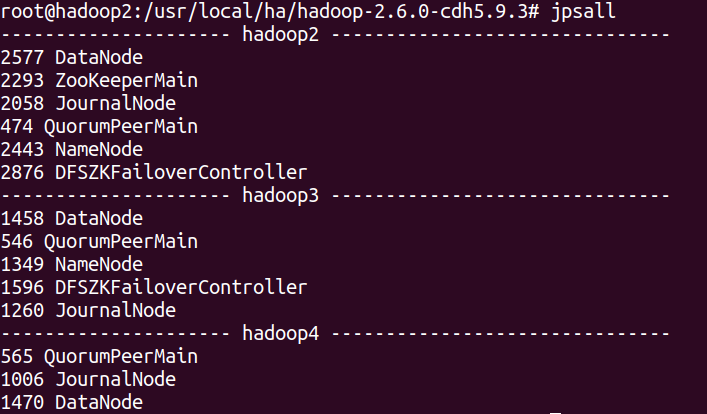 root@hadoop2:/usr/local/ha/hadoop-2.6.0-cdh5.9.3# jpsall
--------------------- hadoop2 -------------------------------
2577 DataNode
2293 ZooKeeperMain
2058 JournalNode
474 QuorumPeerMain
2443 NameNode
2876 DFSZKFailoverController
--------------------- hadoop3 -------------------------------
1458 DataNode
546 QuorumPeerMain
1349 NameNode
1596 DFSZKFailoverController
1260 JournalNode
--------------------- hadoop4 -------------------------------
565 QuorumPeerMain
1006 JournalNode
1470 DataNode